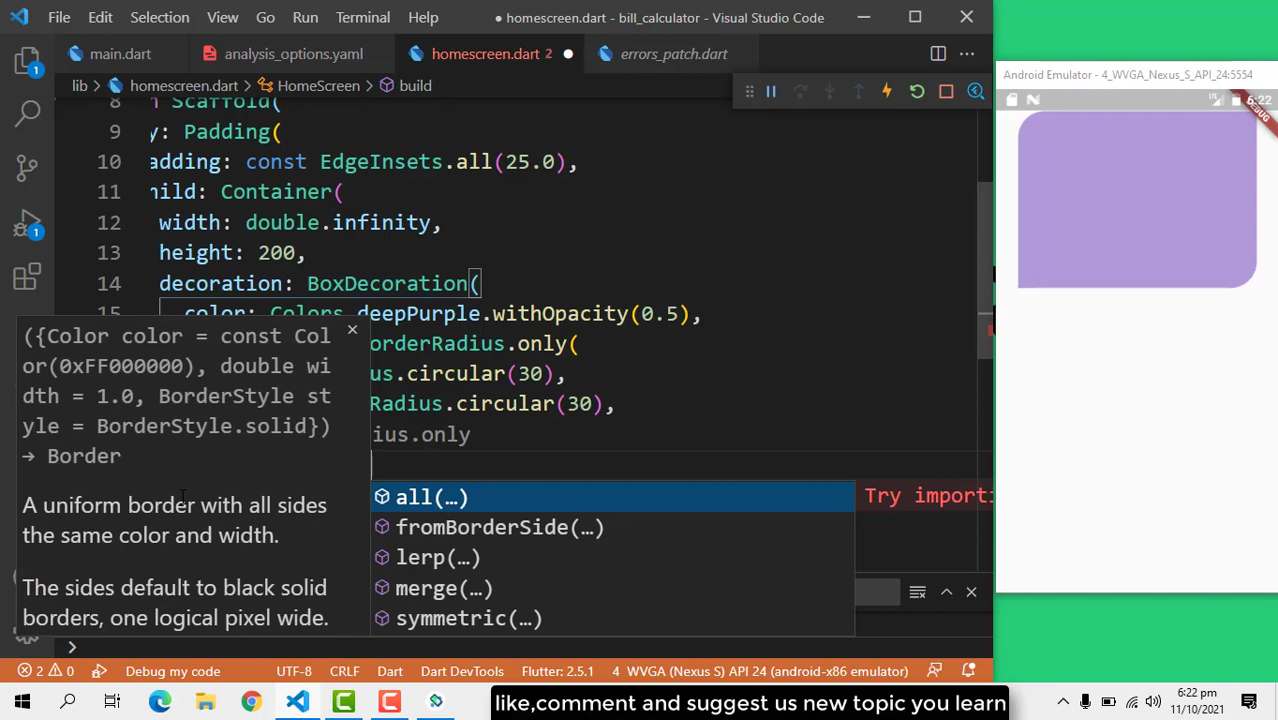 File Edit Selection View Go Run Terminal Help
● homescreen.dart - bill_calculator - Visual Studio Code
main.dart
analysis_options.yaml
homescreen.dart 2 ●
errors_patch.dart
lib > homescreen.dart > HomeScreen > build
9 y: Padding(
10 adding: const EdgeInsets.all(25.0),
11 hild: Container(
12 width: double.infinity,
13 height: 200,
14 decoration: BoxDecoration(
color: Colors.deepPurple.withOpacity(0.5),
orderRadius.only(
us.circular(30),
Radius.circular(30),
ius.only
({Color color = const Col
or(0xFF000000), double wi
dth = 1.0, BorderStyle st
yle = BorderStyle.solid})
→ Border
A uniform border with all sides
the same color and width.
The sides default to black solid
borders, one logical pixel wide.
all(…)
fromBorderSide(…)
lerp(…)
merge(…)
symmetric(…)
Try importi
1
1
>
2 0 Debug my code UTF-8 CRLF Dart Dart DevTools Flutter: 2.5.1 4 WVGA (Nexus S) API 24 (android-x86 emulator)
Android Emulator - 4_WVGA_Nexus_S_API_24:5554
6:22
like,comment and suggest us new topic you learn
6:22 pm
11/10/2021